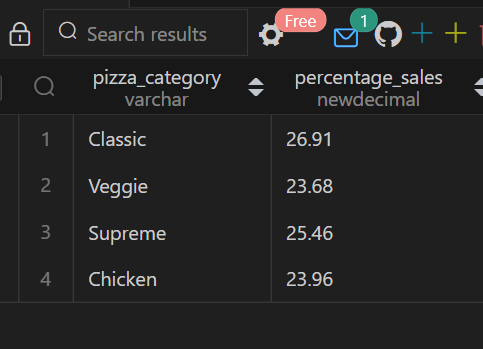 Search results Free 1
pizza_category percentage_sales
varchar newdecimal
1 Classic 26.91
2 Veggie 23.68
3 Supreme 25.46
4 Chicken 23.96